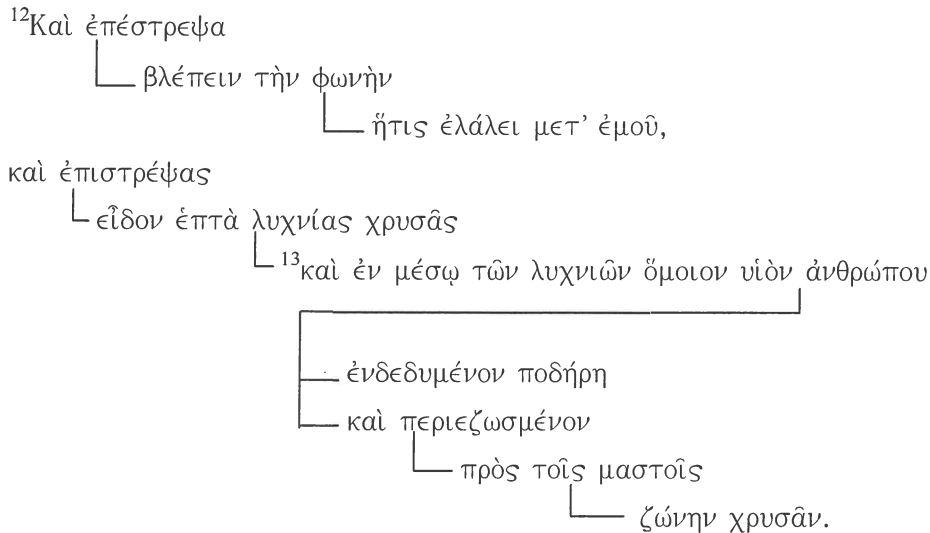 ¹²Καὶ ἐπέστρεψα
βλέπειν τὴν φωνὴν
ἥτις ἐλάλει μετ' ἐμοῦ,
καὶ ἐπιστρέψας
εἶδον ἑπτὰ λυχνίας χρυσᾶς
¹³καὶ ἐν μέσῳ τῶν λυχνιῶν ὅμοιον υἱὸν ἀνθρώπου
ἐνδεδυμένον ποδήρη
καὶ περιεζωσμένον
πρὸς τοῖς μαστοῖς
ζώνην χρυσᾶν.